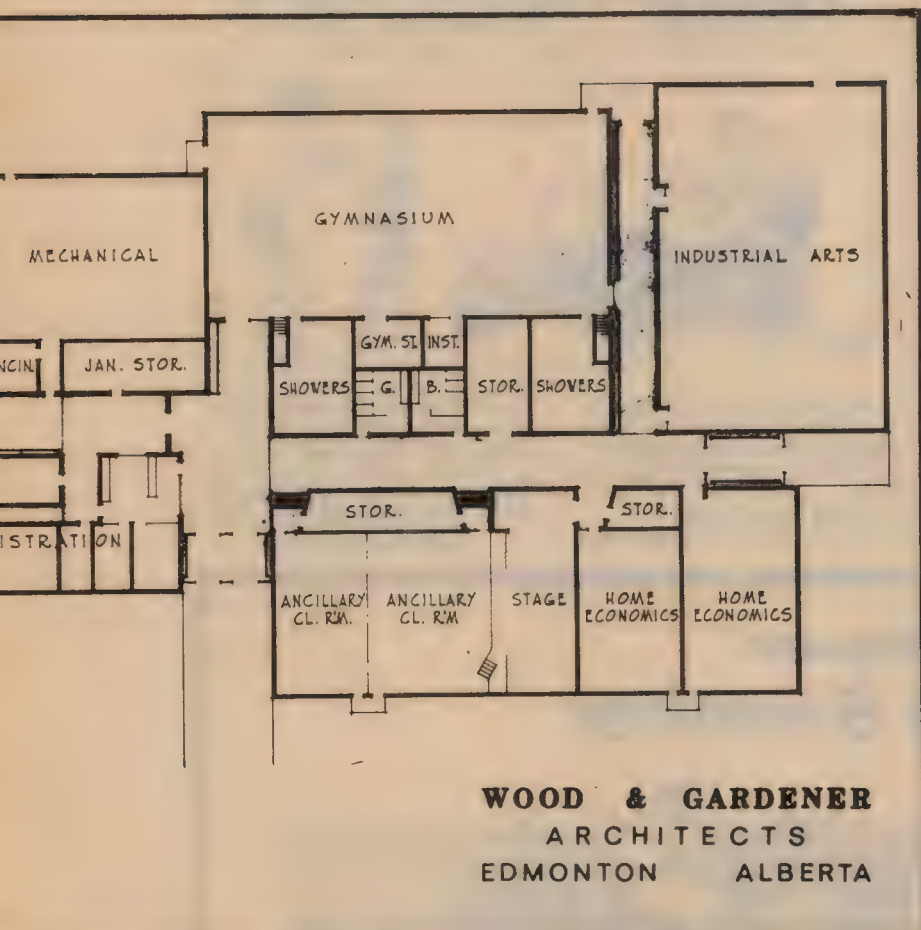 GYMNASIUM
MECHANICAL
INDUSTRIAL ARTS
GYM. ST.
INST.
NCIN
JAN. STOR.
SHOWERS
G.
B.
STOR.
SHOWERS
STOR.
STOR.
ISTRATION
ANCILLARY
CL. R'M.
ANCILLARY
CL. R'M
STAGE
HOME
ECONOMICS
HOME
ECONOMICS
WOOD & GARDENER
ARCHITECTS
EDMONTON ALBERTA